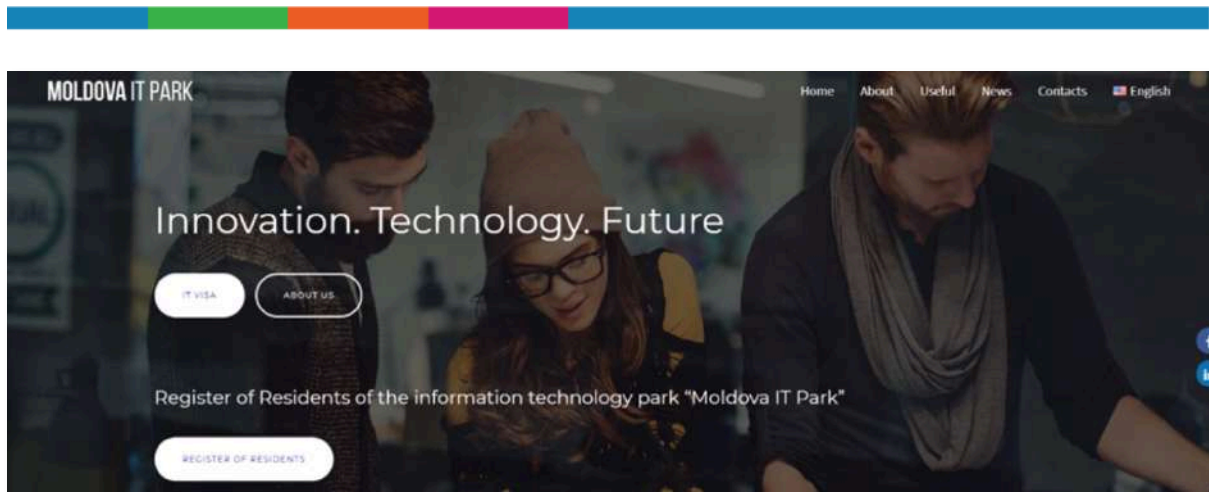 MOLDOVA IT PARK
Home About Useful News Contacts English
Innovation. Technology. Future
IT VISA ABOUT US
Register of Residents of the information technology park “Moldova IT Park”
REGISTER OF RESIDENTS